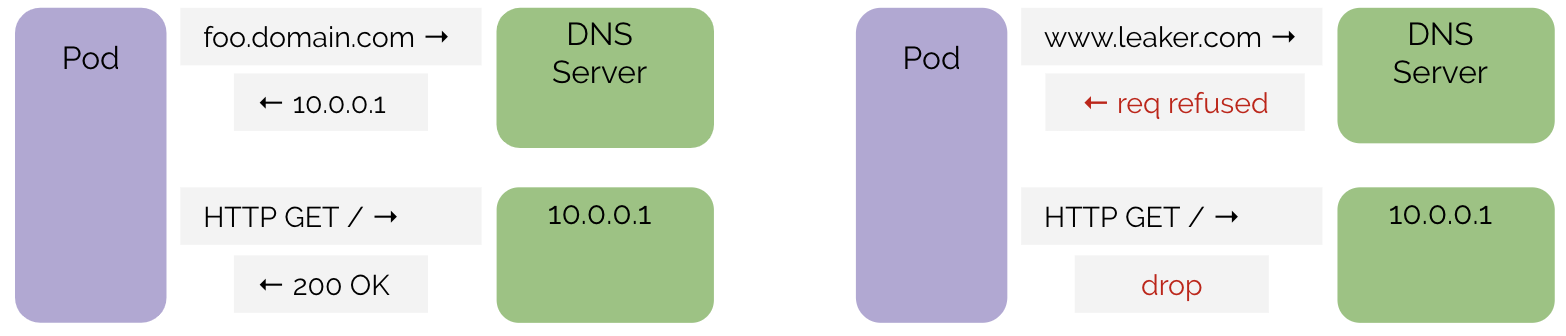 Pod
foo.domain.com →
← 10.0.0.1
DNS
Server
HTTP GET / →
← 200 OK
10.0.0.1
Pod
www.leaker.com →
← req refused
DNS
Server
HTTP GET / →
drop
10.0.0.1